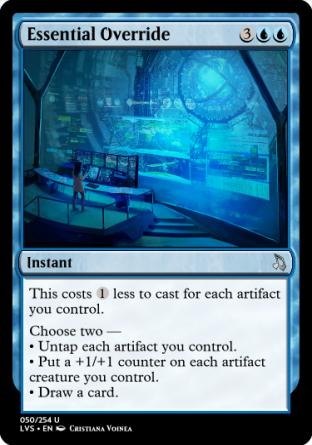 Essential Override 3
Instant
This costs 1 less to cast for each artifact
you control.
Choose two —
• Untap each artifact you control.
• Put a +1/+1 counter on each artifact
creature you control.
• Draw a card.
050/254 U
LVS • EN Cristiana Voinea